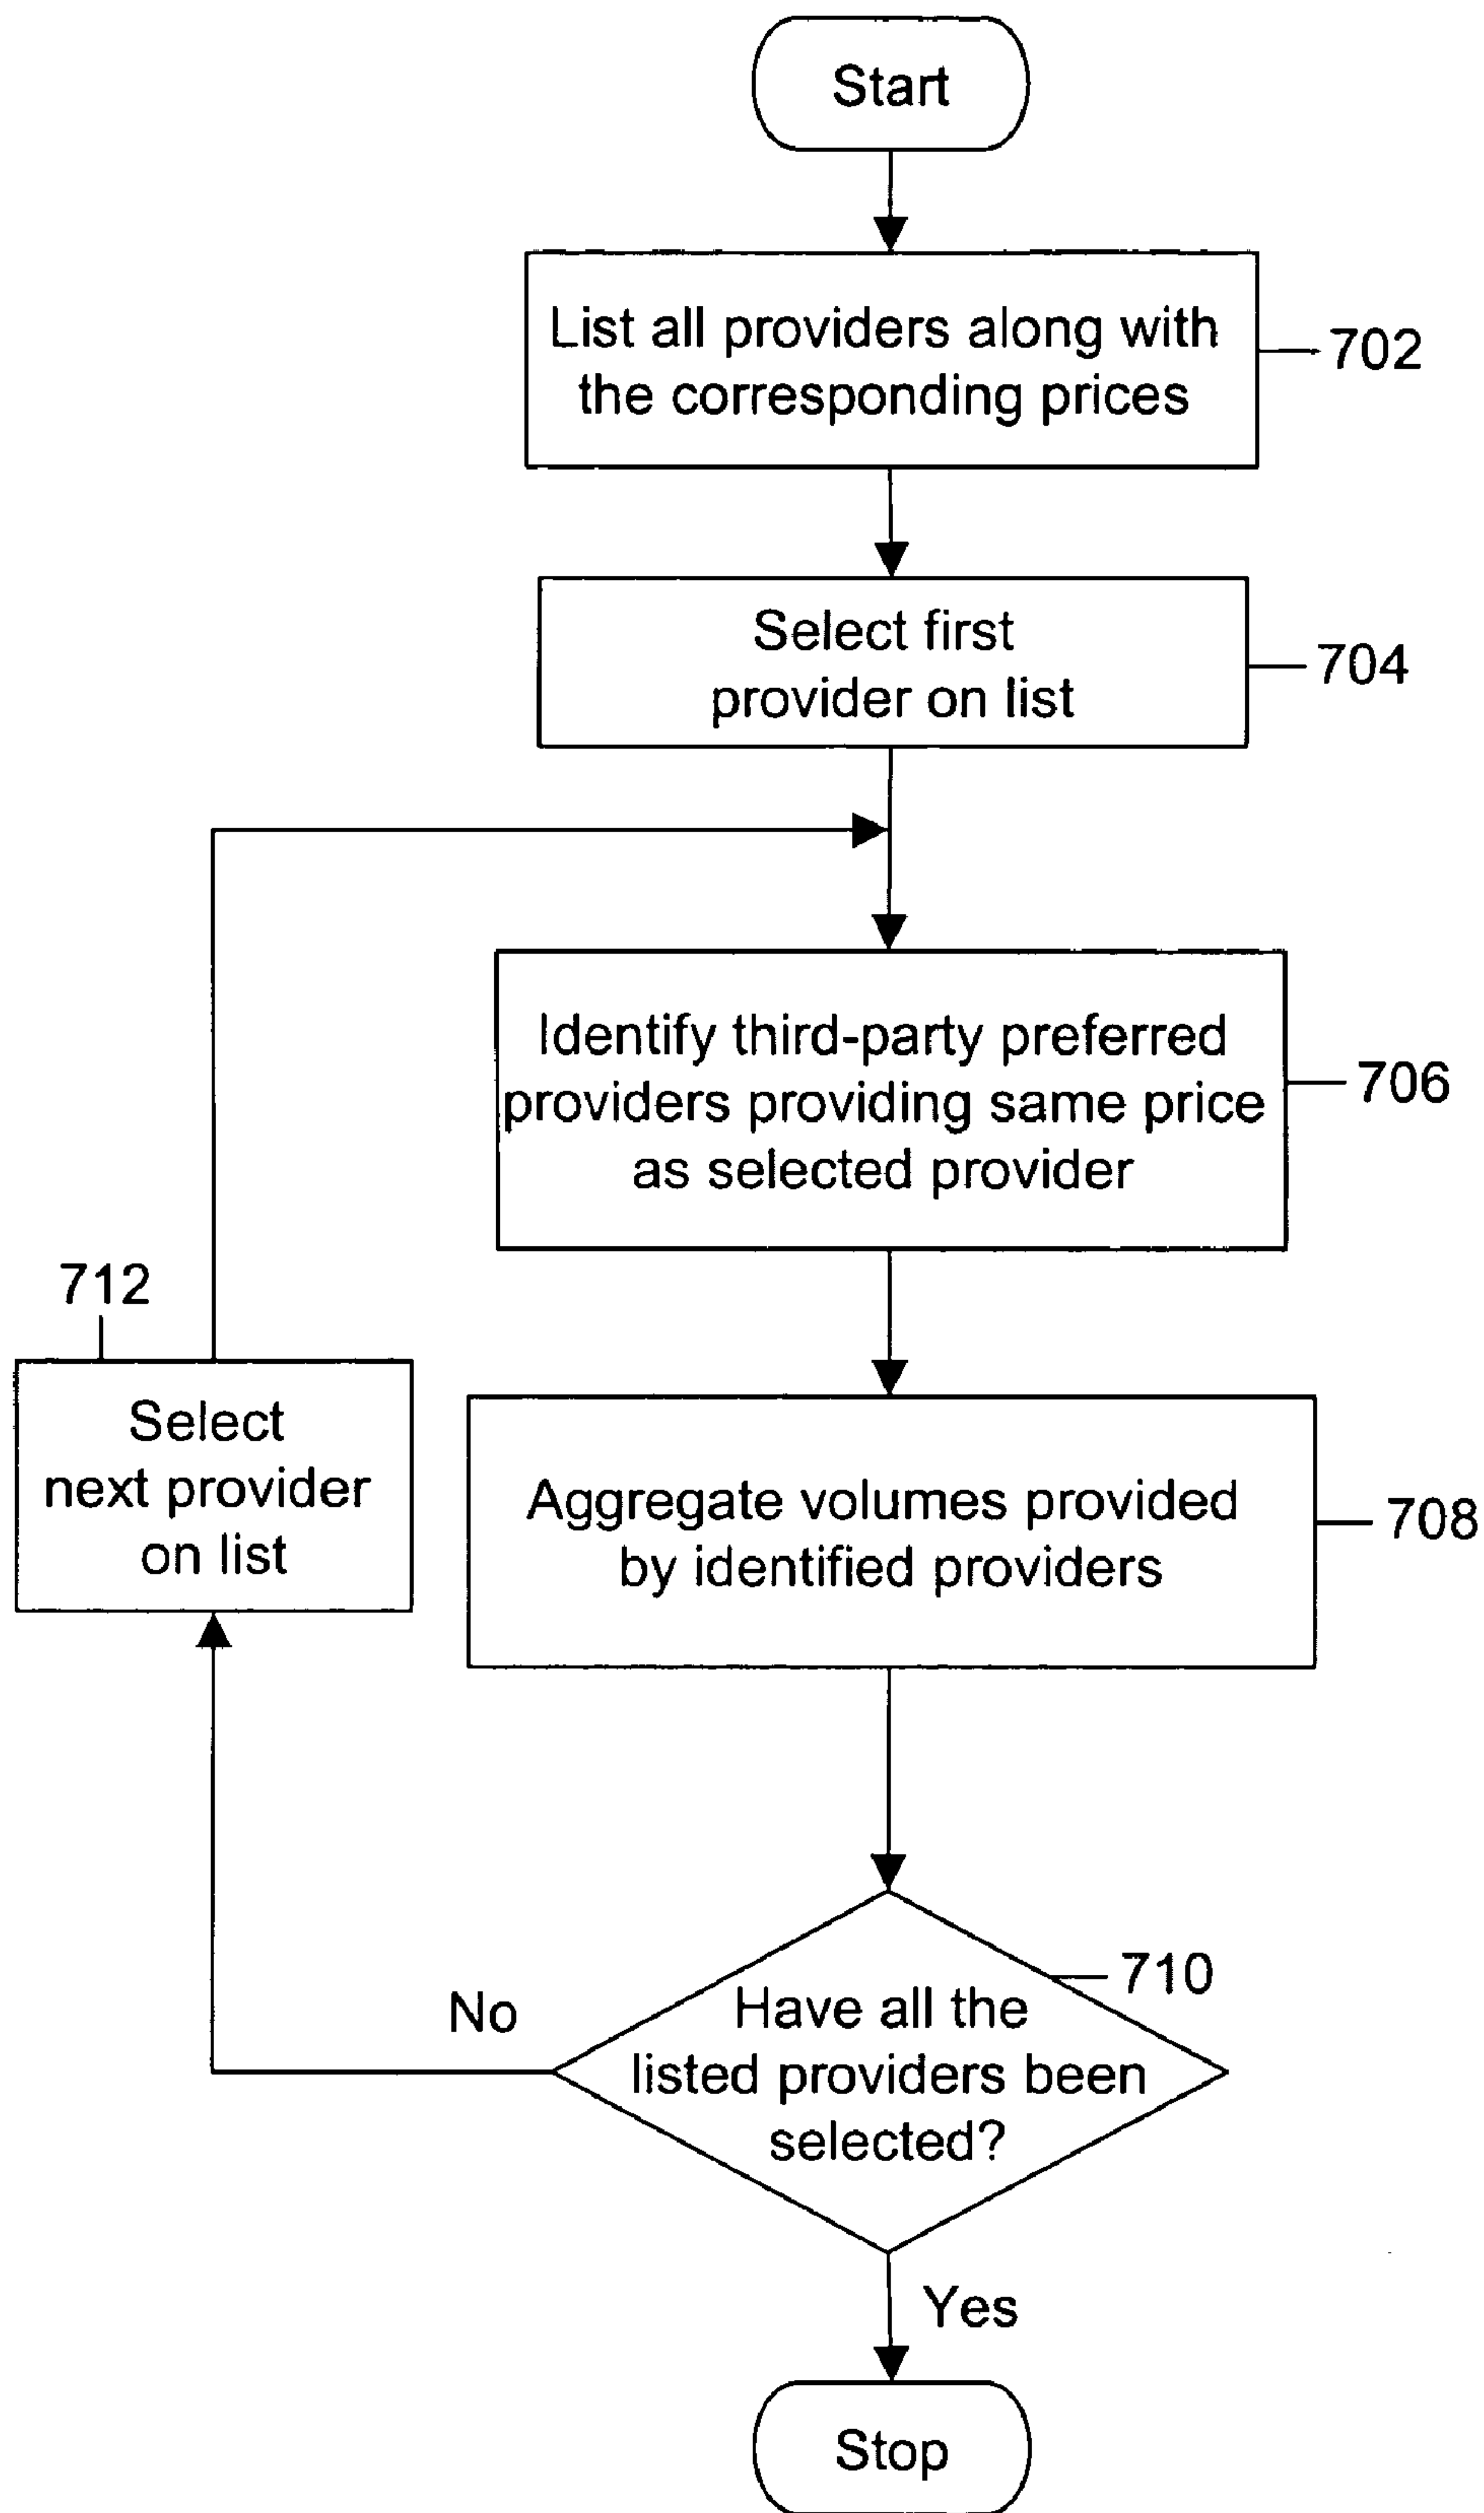 Start
List all providers along with
the corresponding prices
702
Select first
provider on list
704
Identify third-party preferred
providers providing same price
as selected provider
706
712
Select
next provider
on list
Aggregate volumes provided
by identified providers
708
710
Have all the
listed providers been
selected?
No
Yes
Stop